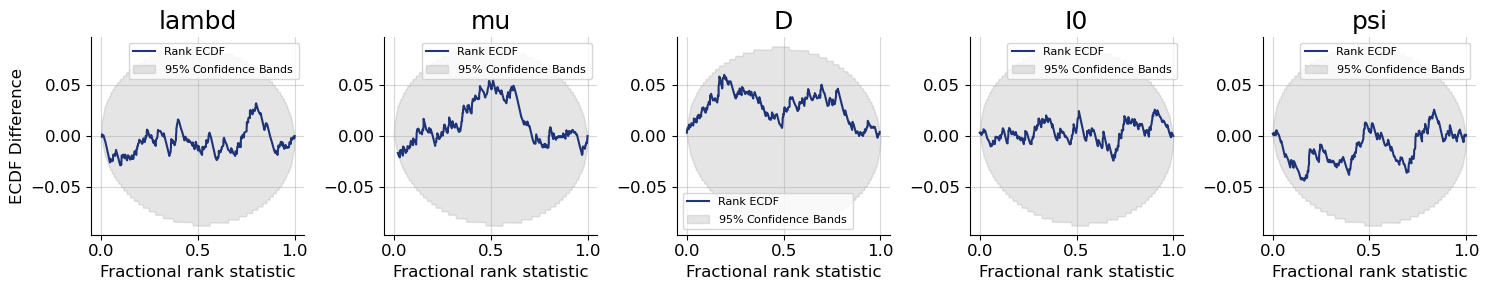 lambd
mu
D
I0
psi
ECDF Difference
0.05
0.00
−0.05
Rank ECDF
95% Confidence Bands
0.0
0.5
1.0
Fractional rank statistic
0.05
0.00
−0.05
Rank ECDF
95% Confidence Bands
0.0
0.5
1.0
Fractional rank statistic
0.05
0.00
−0.05
Rank ECDF
95% Confidence Bands
0.0
0.5
1.0
Fractional rank statistic
0.05
0.00
−0.05
Rank ECDF
95% Confidence Bands
0.0
0.5
1.0
Fractional rank statistic
0.05
0.00
−0.05
Rank ECDF
95% Confidence Bands
0.0
0.5
1.0
Fractional rank statistic